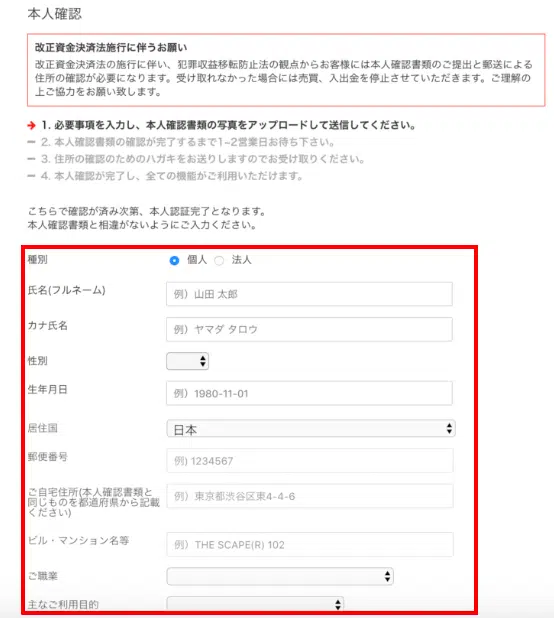 本人確認
改正資金決済法施行に伴うお願い
改正資金決済法の施行に伴い、犯罪収益移転防止法の観点からお客様には本人確認書類のご提出と郵送による
住所の確認が必要になります。受け取れなかった場合には売買、入出金を停止させていただきます。ご理解の
上ご協力をお願い致します。
1. 必要事項を入力し、本人確認書類の写真をアップロードして送信してください。
2. 本人確認書類の確認が完了するまで1~2営業日お待ち下さい。
3. 住所の確認のためのハガキをお送りしますのでお受け取りください。
4. 本人確認が完了し、全ての機能がご利用いただけます。
こちらで確認が済み次第、本人認証完了となります。
本人確認書類と相違がないようにご入力ください。
種別 個人 法人
氏名(フルネーム) 例）山田 太郎
カナ氏名 例）ヤマダ タロウ
性別
生年月日 例）1980-11-01
居住国 日本
郵便番号 例) 1234567
ご自宅住所(本人確認書類と
同じものを都道府県から記載
ください) 例）東京都渋谷区東4-4-6
ビル・マンション名等 例）THE SCAPE(R) 102
ご職業
主なご利用目的